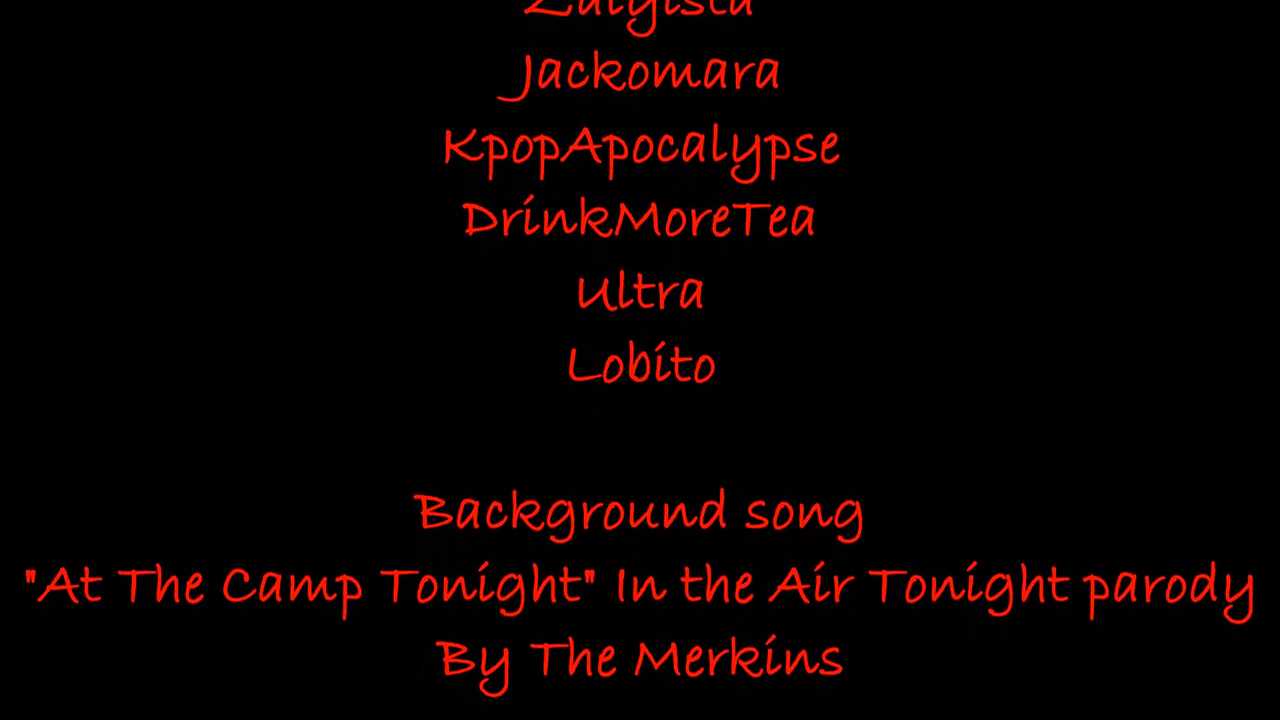 Jackomara
KpopApocalypse
DrinkMoreTea
Ultra
Lobito
Background song
"At The Camp Tonight" In the Air Tonight parody
By The Merkins